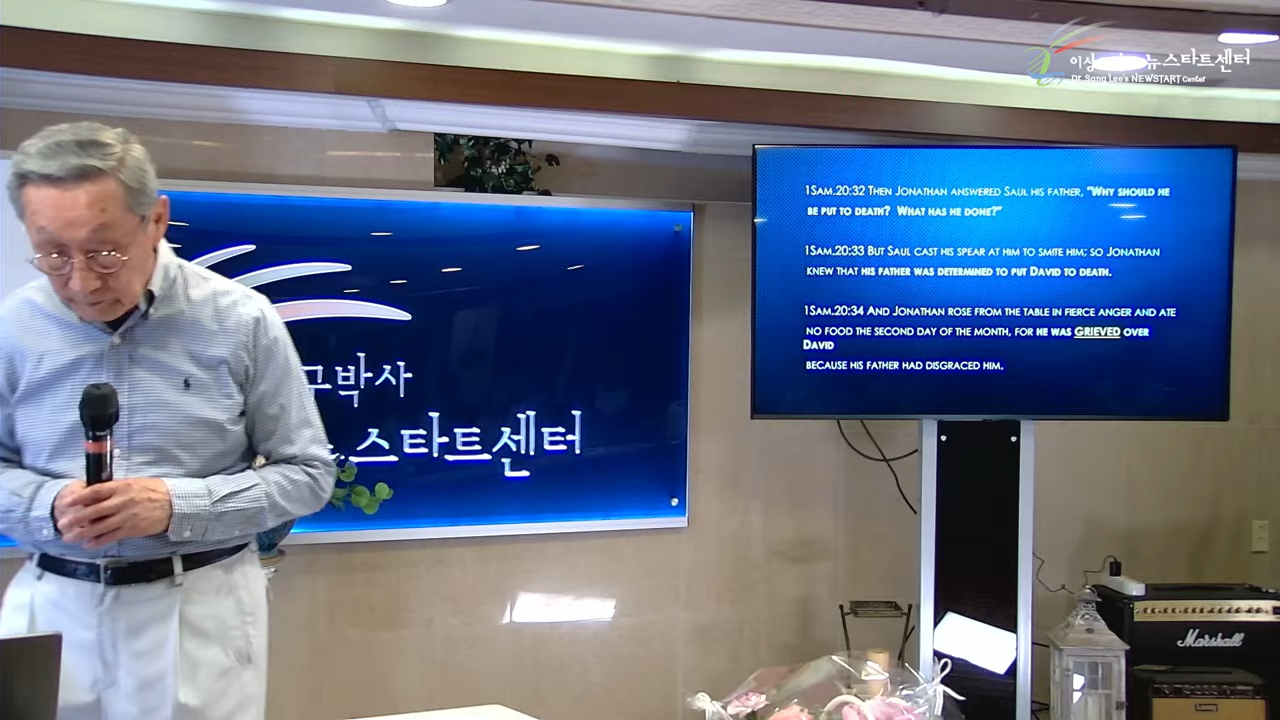 뉴스타트센터
Dr. Sang Lee's NEWSTART Center
1Sam.20:32 Then Jonathan answered Saul his father, "Why should he
be put to death? What has he done?"
1Sam.20:33 But Saul cast his spear at him to smite him; so Jonathan
knew that his father was determined to put David to death.
1Sam.20:34 And Jonathan rose from the table in fierce anger and ate
no food the second day of the month, for he was GRIEVED over
David
because his father had disgraced him.
구박사
스타트센터
Marshall